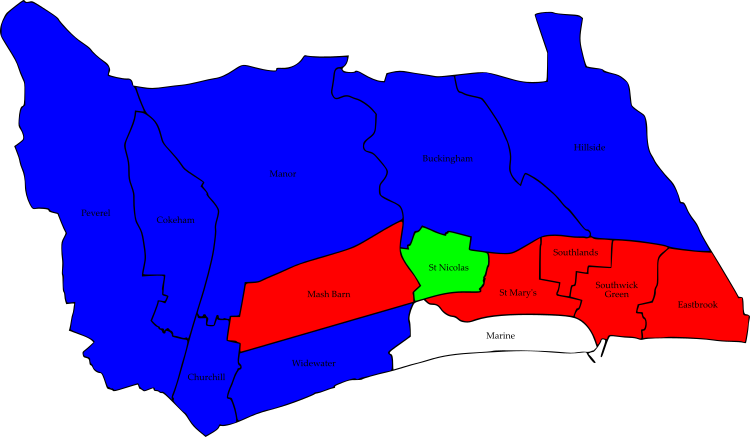 Hillside
Buckingham
Manor
Peverel
Cokeham
Southlands
St Nicolas
Southwick
Green
St Mary's
Mash Barn
Eastbrook
Marine
Widewater
Churchill